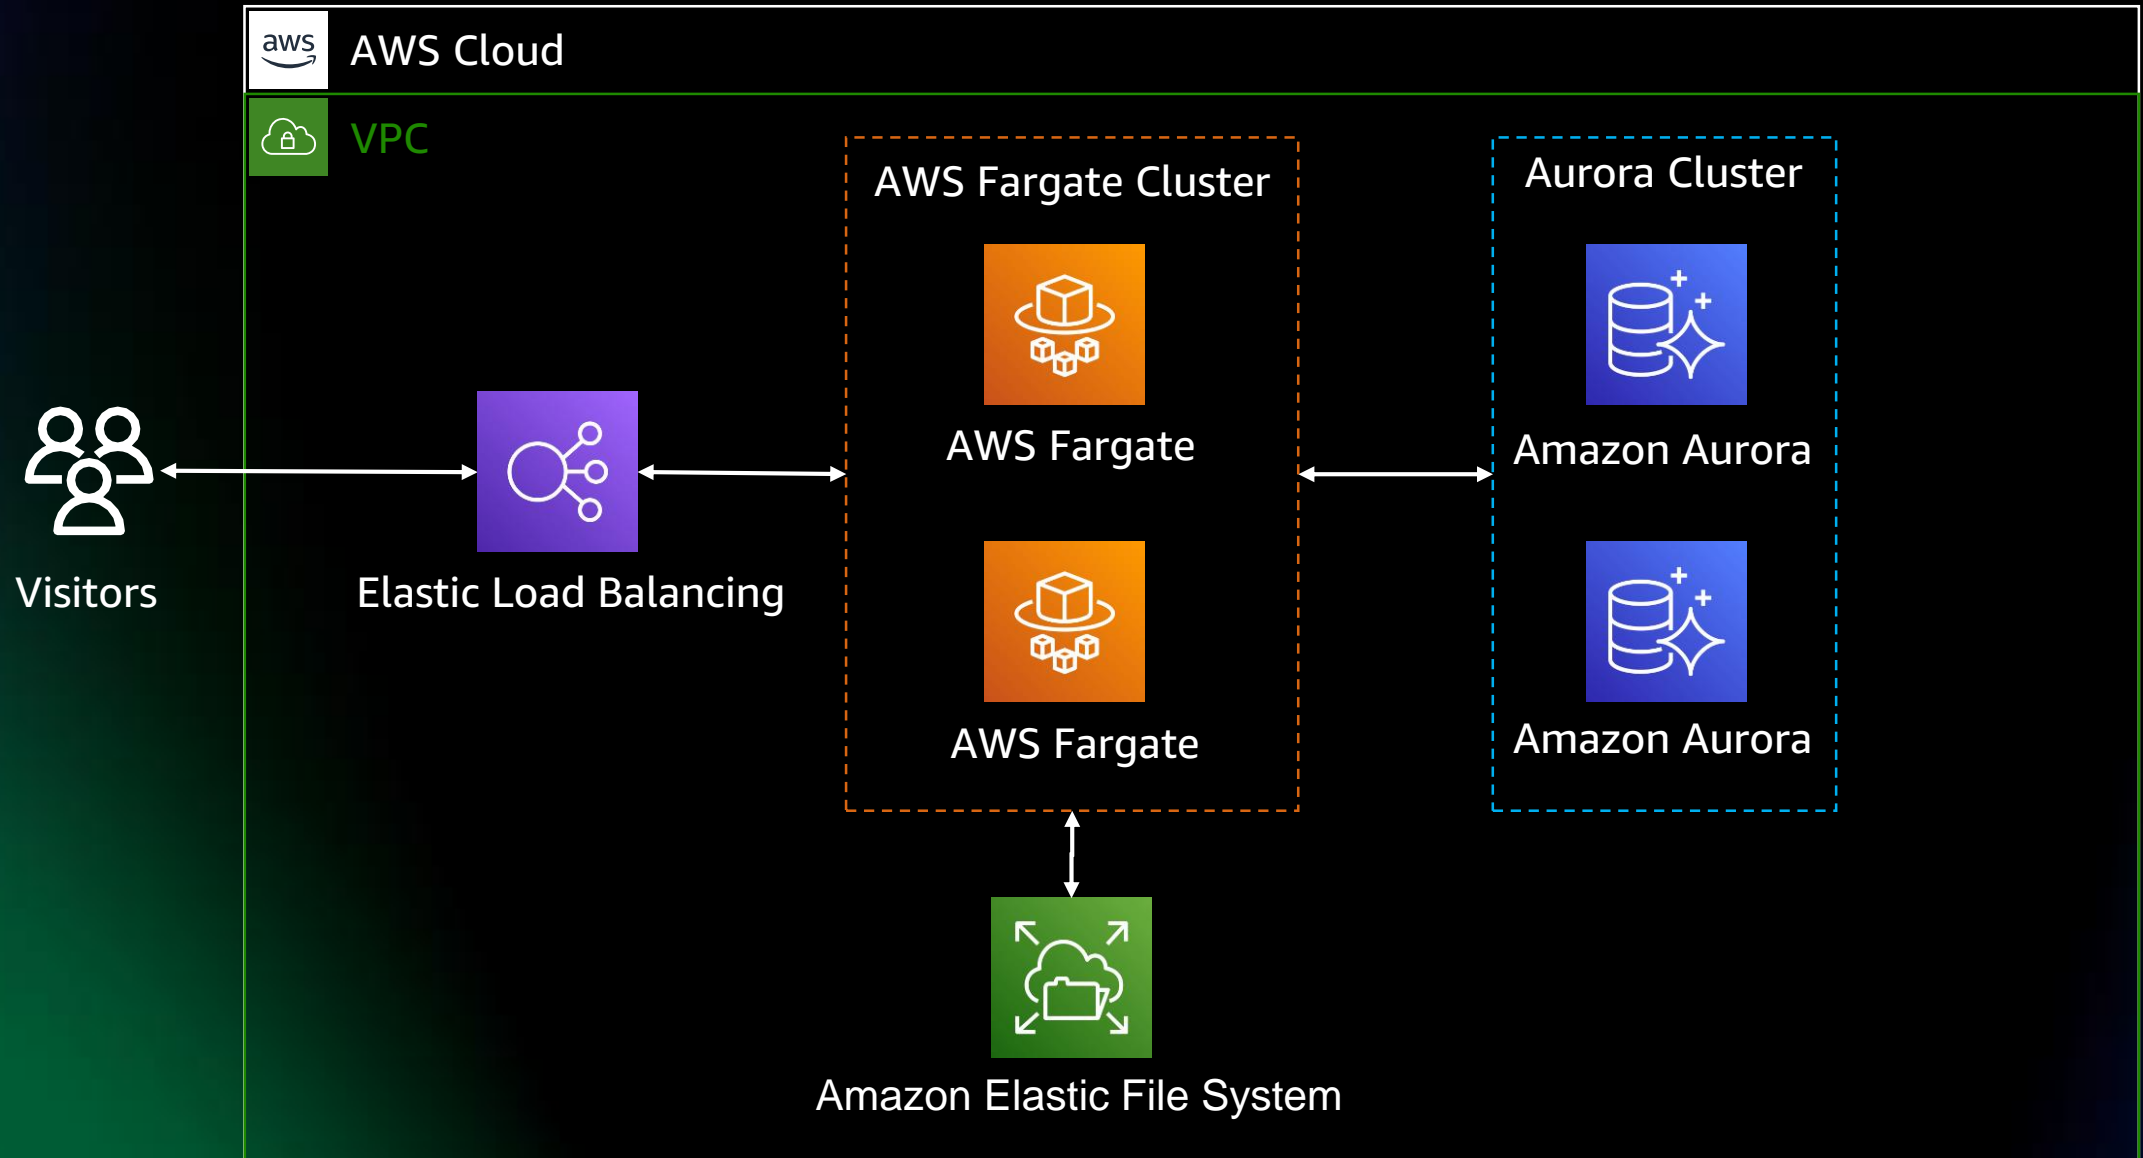 aws
AWS Cloud
VPC
AWS Fargate Cluster
Aurora Cluster
AWS Fargate
Amazon Aurora
Visitors
Elastic Load Balancing
AWS Fargate
Amazon Aurora
Amazon Elastic File System